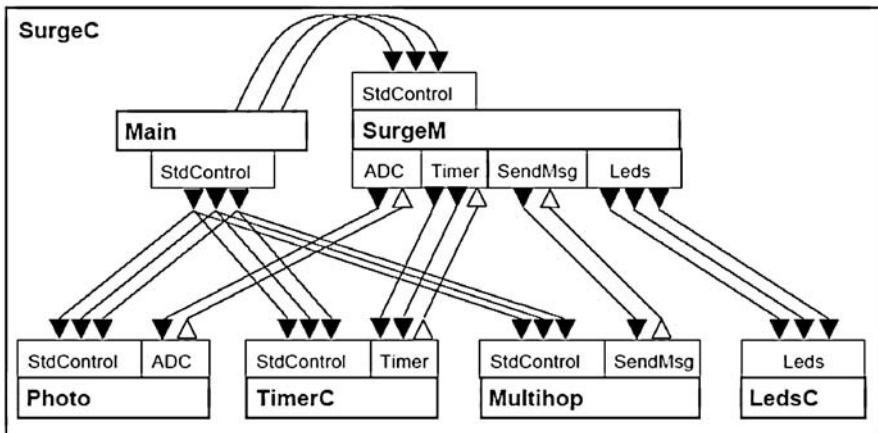 SurgeC
StdControl
Main
SurgeM
StdControl
ADC Timer SendMsg Leds
StdControl ADC StdControl Timer StdControl SendMsg Leds
Photo TimerC Multihop LedsC